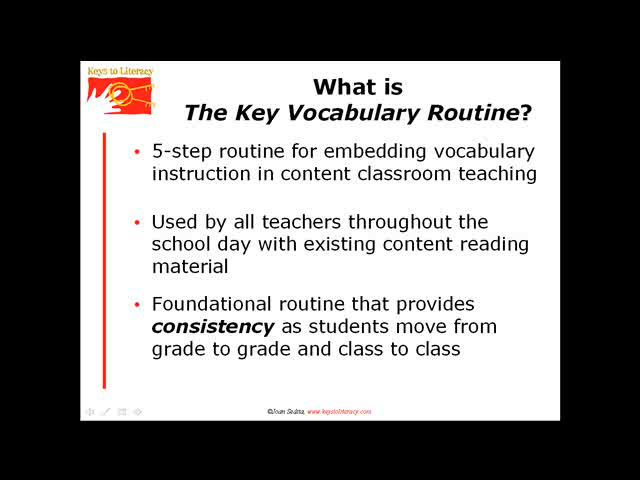 Keys to Literacy
What is
The Key Vocabulary Routine?
• 5-step routine for embedding vocabulary
instruction in content classroom teaching
• Used by all teachers throughout the
school day with existing content reading
material
• Foundational routine that provides
consistency as students move from
grade to grade and class to class
©Joan Sedita, www.keystoliteracy.com